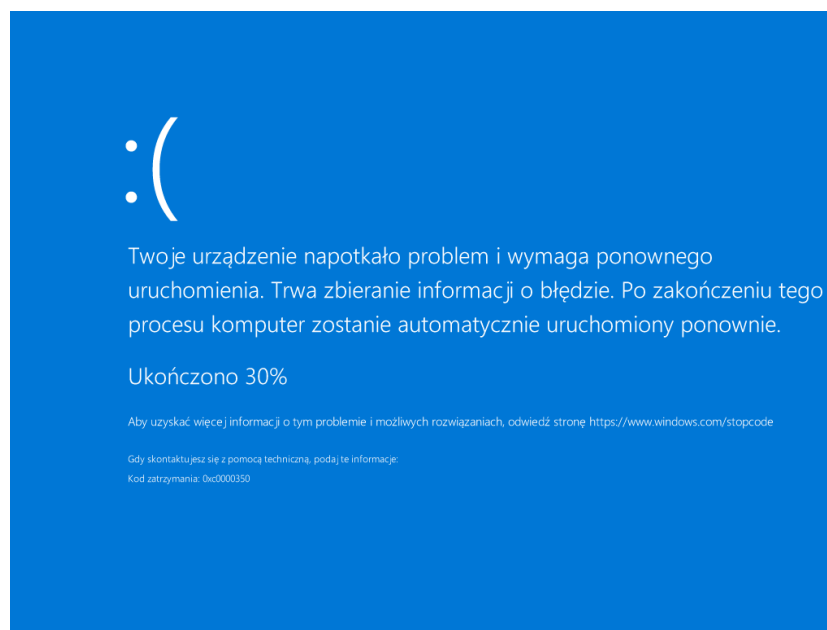 :(
Twoje urządzenie napotkało problem i wymaga ponownego
uruchomienia. Trwa zbieranie informacji o błędzie. Po zakończeniu tego
procesu komputer zostanie automatycznie uruchomiony ponownie.
Ukończono 30%
Aby uzyskać więcej informacji o tym problemie i możliwych rozwiązaniach, odwiedź stronę https://www.windows.com/stopcode
Gdy skontaktujesz się z pomocą techniczną, podaj te informacje:
Kod zatrzymania: 0xc0000350